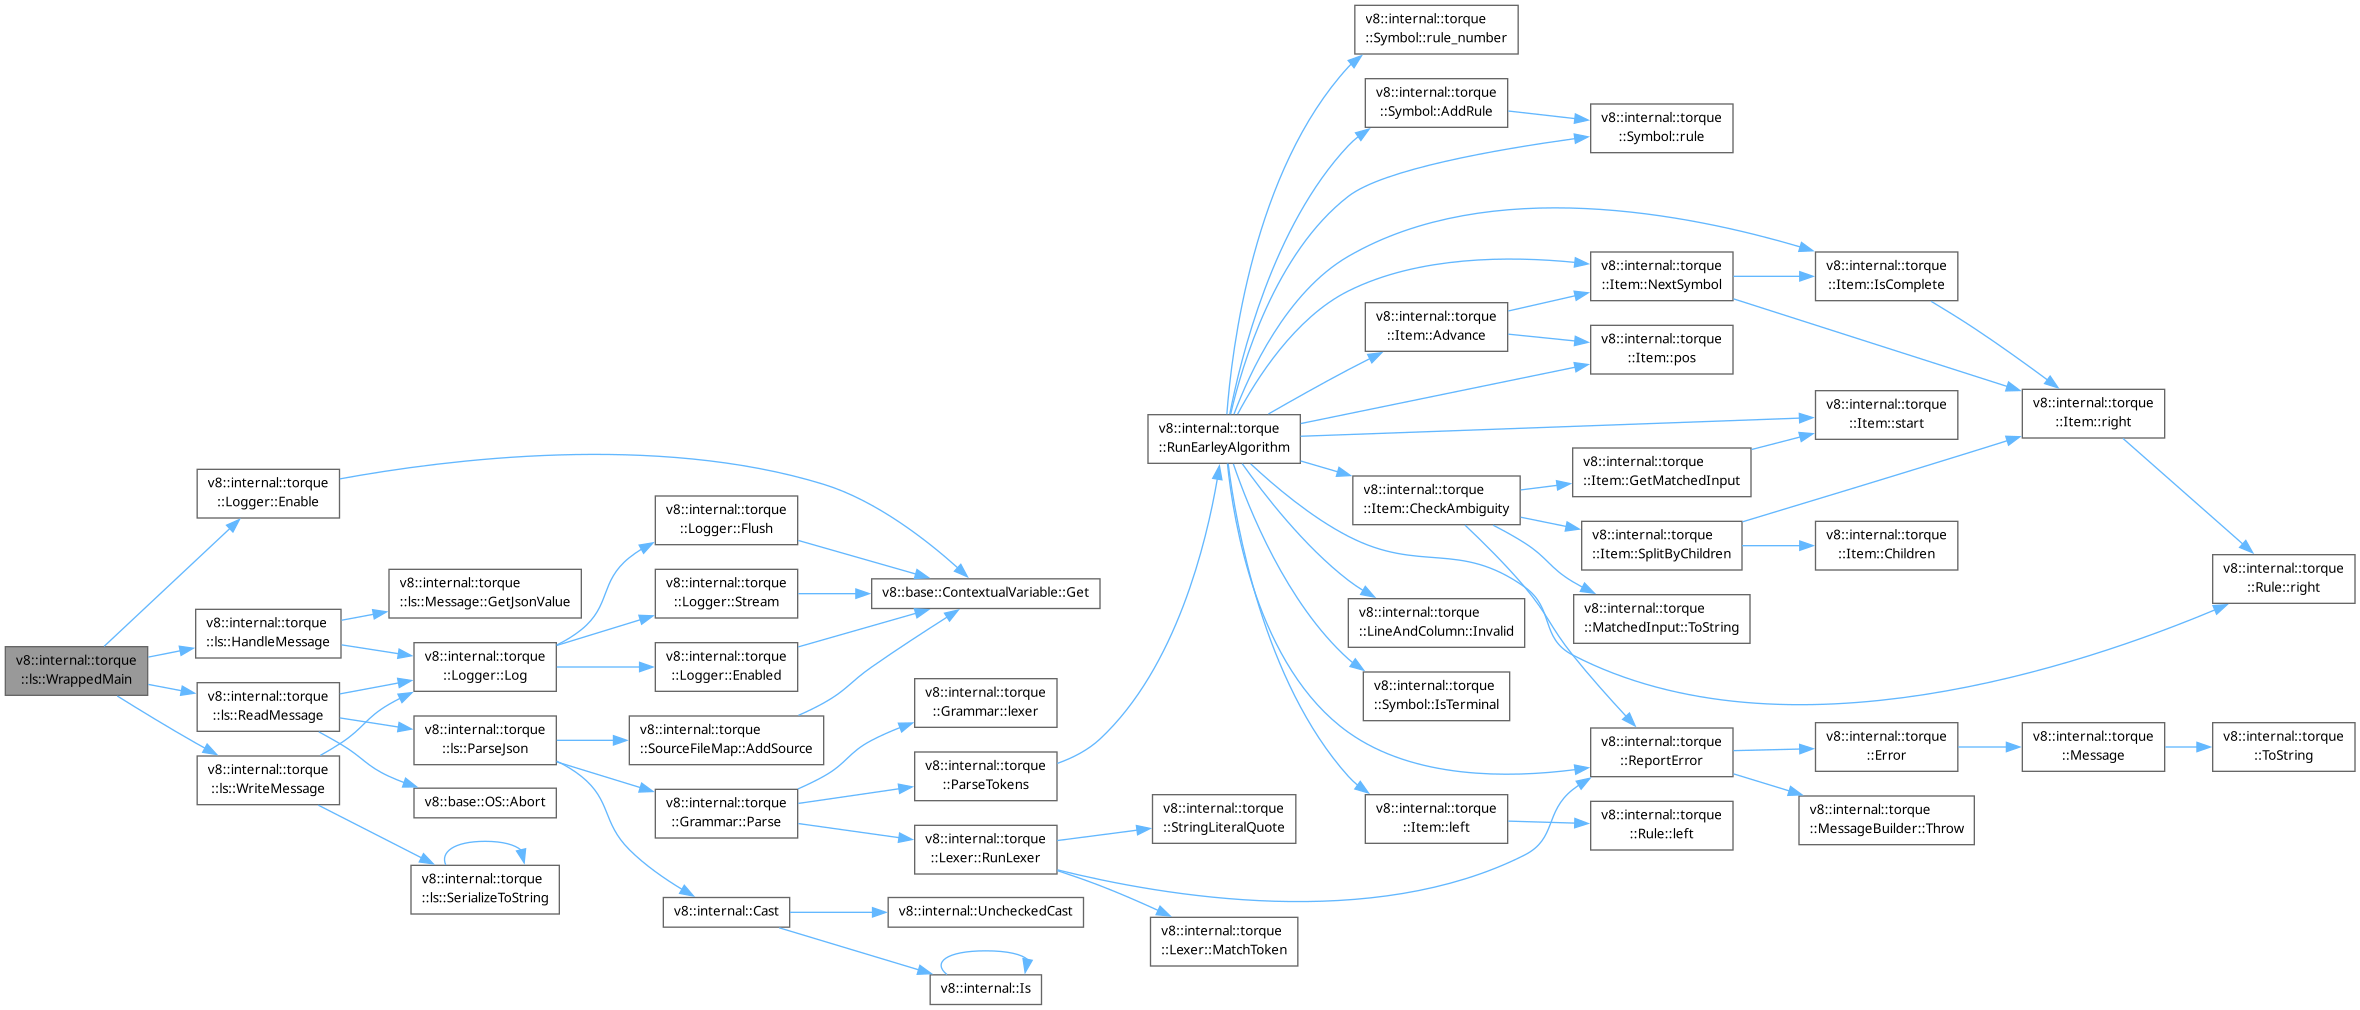 v8::internal::torque
::ls::WrappedMain
v8::internal::torque
::Logger::Enable
v8::internal::torque
::ls::HandleMessage
v8::internal::torque
::ls::ReadMessage
v8::internal::torque
::ls::WriteMessage
v8::internal::torque
::ls::Message::GetJsonValue
v8::internal::torque
::Logger::Log
v8::internal::torque
::ls::ParseJson
v8::base::OS::Abort
v8::internal::torque
::ls::SerializeToString
v8::internal::torque
::Logger::Flush
v8::internal::torque
::Logger::Stream
v8::internal::torque
::Logger::Enabled
v8::internal::torque
::SourceFileMap::AddSource
v8::internal::torque
::Grammar::Parse
v8::internal::Cast
v8::base::ContextualVariable::Get
v8::internal::torque
::Grammar::lexer
v8::internal::torque
::ParseTokens
v8::internal::torque
::Lexer::RunLexer
v8::internal::UncheckedCast
v8::internal::Is
v8::internal::torque
::RunEarleyAlgorithm
v8::internal::torque
::StringLiteralQuote
v8::internal::torque
::Lexer::MatchToken
v8::internal::torque
::Symbol::rule_number
v8::internal::torque
::Symbol::AddRule
v8::internal::torque
::Item::Advance
v8::internal::torque
::Item::CheckAmbiguity
v8::internal::torque
::LineAndColumn::Invalid
v8::internal::torque
::Symbol::IsTerminal
v8::internal::torque
::Item::left
v8::internal::torque
::Symbol::rule
v8::internal::torque
::Item::NextSymbol
v8::internal::torque
::Item::pos
v8::internal::torque
::Item::GetMatchedInput
v8::internal::torque
::Item::SplitByChildren
v8::internal::torque
::MatchedInput::ToString
v8::internal::torque
::ReportError
v8::internal::torque
::Rule::left
v8::internal::torque
::Item::IsComplete
v8::internal::torque
::Item::start
v8::internal::torque
::Item::Children
v8::internal::torque
::Error
v8::internal::torque
::MessageBuilder::Throw
v8::internal::torque
::Item::right
v8::internal::torque
::Message
v8::internal::torque
::Rule::right
v8::internal::torque
::ToString